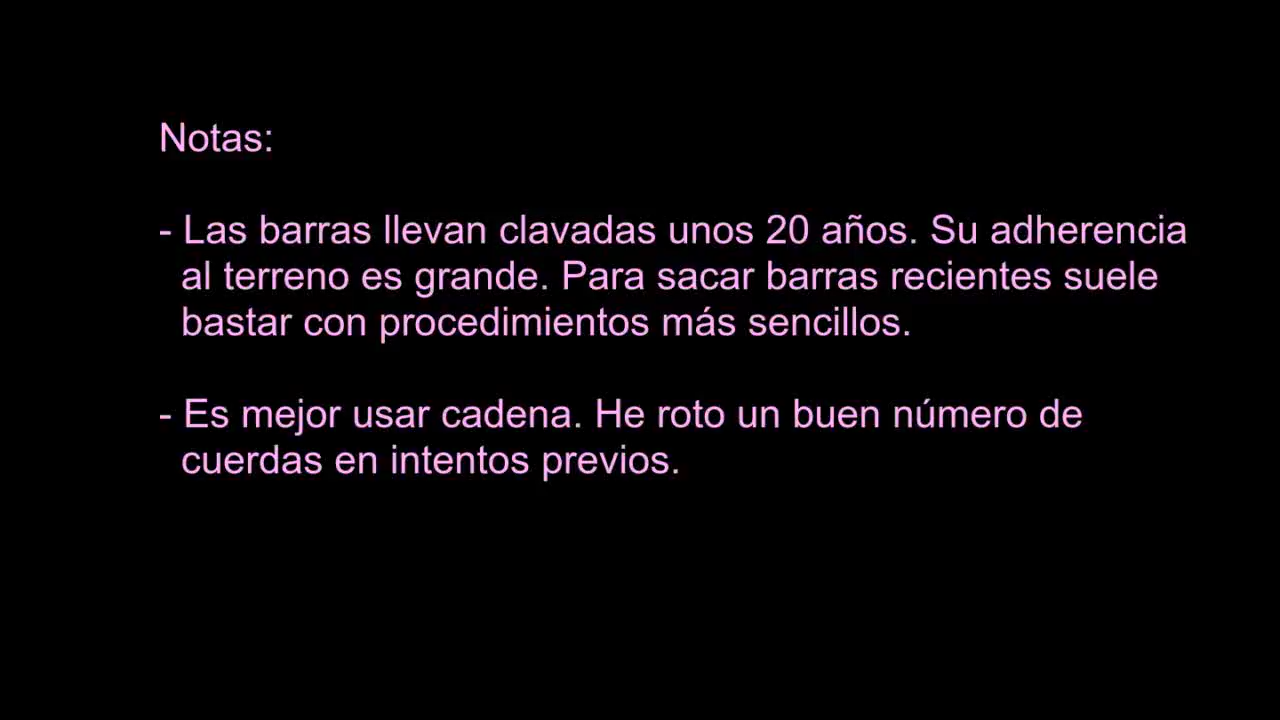 Notas:
- Las barras llevan clavadas unos 20 años. Su adherencia
al terreno es grande. Para sacar barras recientes suele
bastar con procedimientos más sencillos.
- Es mejor usar cadena. He roto un buen número de
cuerdas en intentos previos.